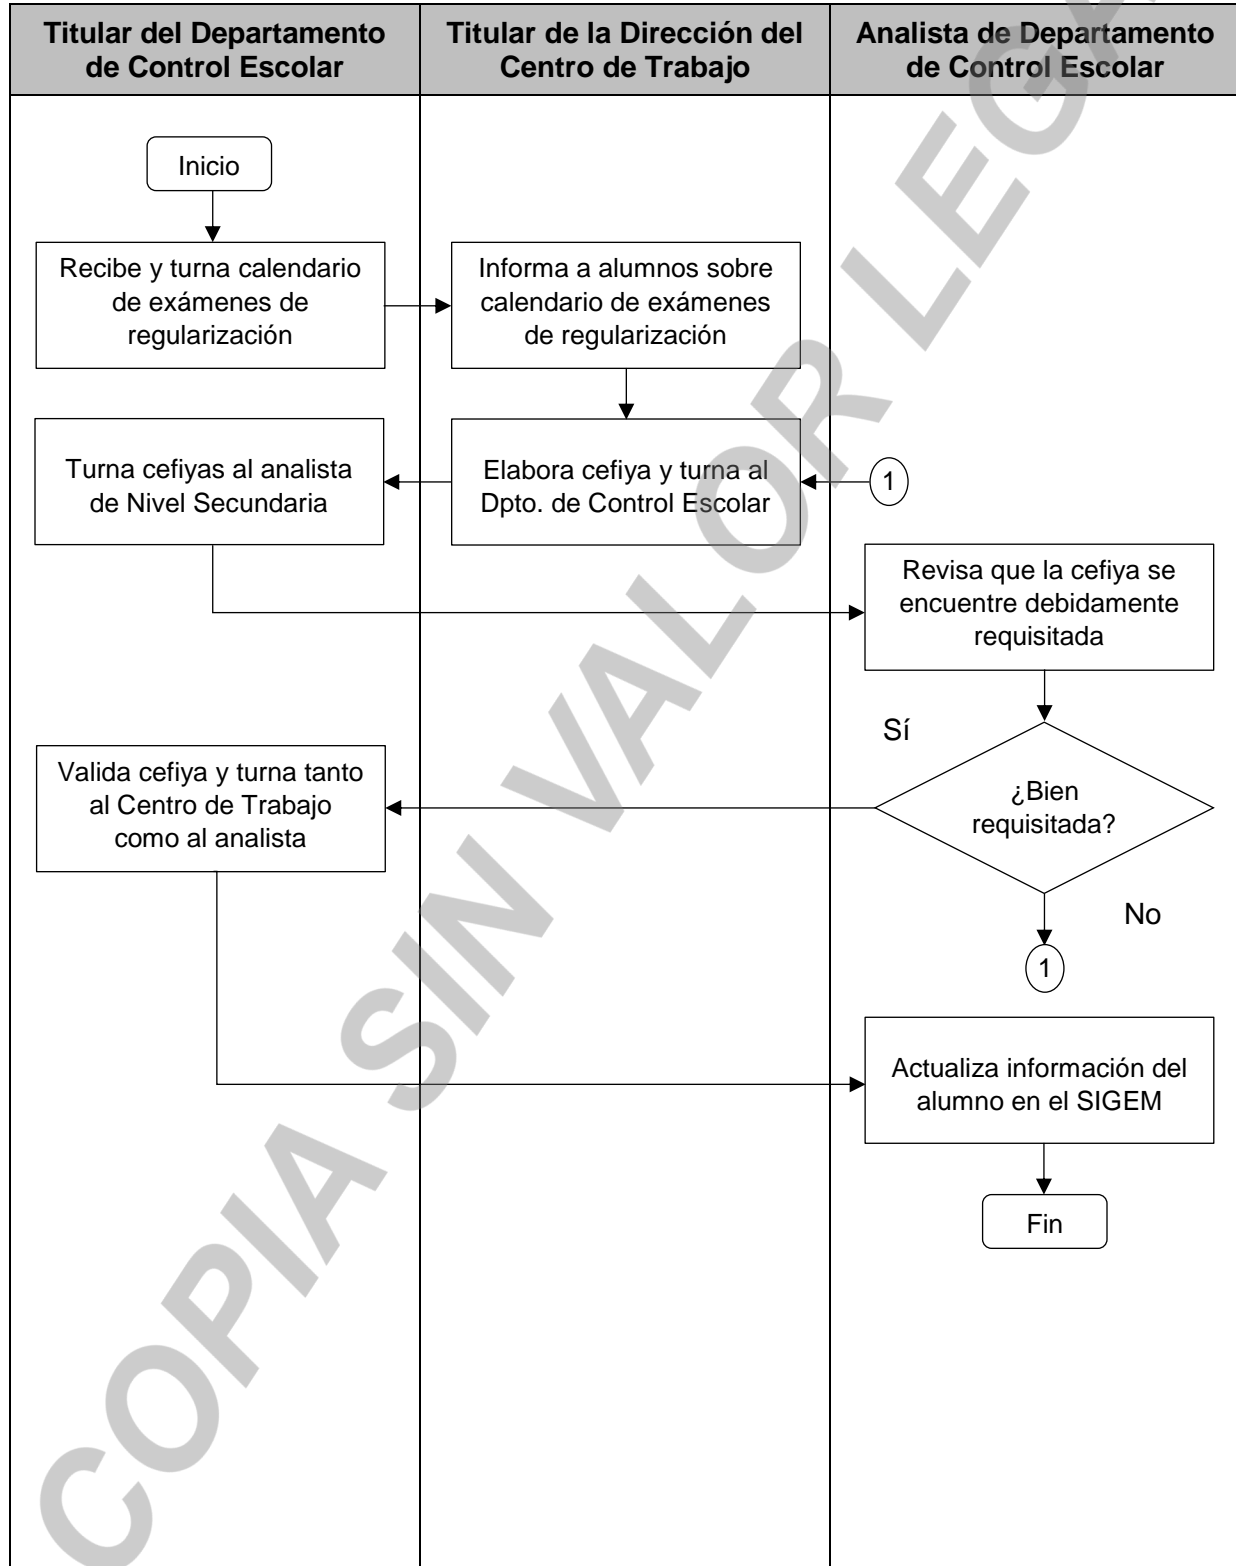 Titular del Departamento
de Control Escolar
Titular de la Dirección del
Centro de Trabajo
Analista de Departamento
de Control Escolar
Inicio
Recibe y turna calendario
de exámenes de
regularización
Informa a alumnos sobre
calendario de exámenes
de regularización
Turna cefiyas al analista
de Nivel Secundaria
Elabora cefiya y turna al
Dpto. de Control Escolar
1
Revisa que la cefiya se
encuentre debidamente
requisitada
Sí
Valida cefiya y turna tanto
al Centro de Trabajo
como al analista
¿Bien
requisitada?
No
1
Actualiza información del
alumno en el SIGEM
Fin
COPIA SIN VALOR LEGA